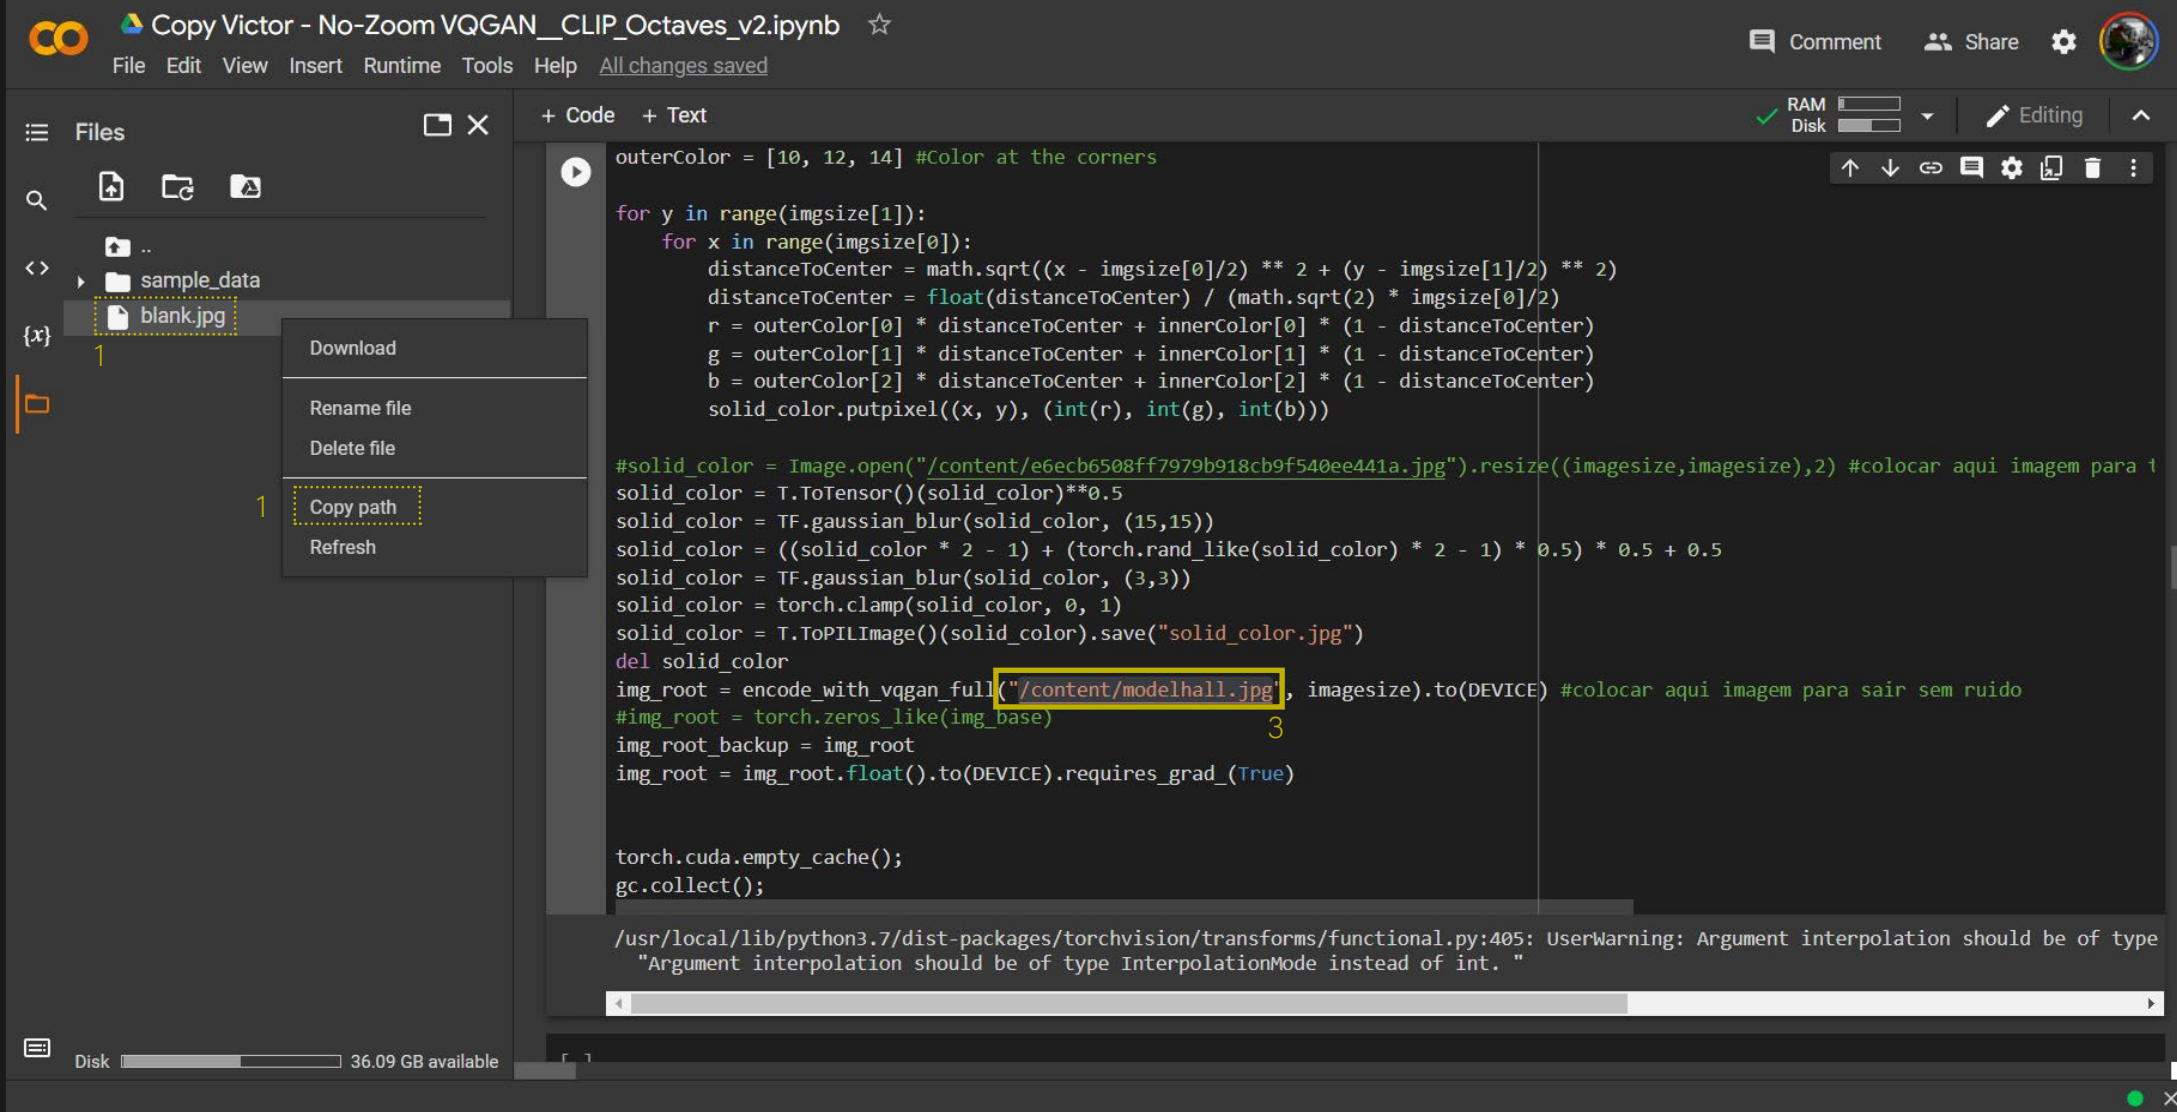 Copy Victor - No-Zoom VQGAN__CLIP_Octaves_v2.ipynb
File Edit View Insert Runtime Tools Help All changes saved
Comment
Share
Files
+ Code + Text
RAM
Disk
Editing
..
sample_data
blank.jpg
1
{x}
Download
Rename file
Delete file
1 Copy path
Refresh
outerColor = [10, 12, 14] #Color at the corners
for y in range(imgsize[1]):
for x in range(imgsize[0]):
distanceToCenter = math.sqrt((x - imgsize[0]/2) ** 2 + (y - imgsize[1]/2) ** 2)
distanceToCenter = float(distanceToCenter) / (math.sqrt(2) * imgsize[0]/2)
r = outerColor[0] * distanceToCenter + innerColor[0] * (1 - distanceToCenter)
g = outerColor[1] * distanceToCenter + innerColor[1] * (1 - distanceToCenter)
b = outerColor[2] * distanceToCenter + innerColor[2] * (1 - distanceToCenter)
solid_color.putpixel((x, y), (int(r), int(g), int(b)))
#solid_color = Image.open("/content/e6ecb6508ff7979b918cb9f540ee441a.jpg").resize((imagesize,imagesize),2) #colocar aqui imagem para t
solid_color = T.ToTensor()(solid_color)**0.5
solid_color = TF.gaussian_blur(solid_color, (15,15))
solid_color = ((solid_color * 2 - 1) + (torch.rand_like(solid_color) * 2 - 1) * 0.5) * 0.5 + 0.5
solid_color = TF.gaussian_blur(solid_color, (3,3))
solid_color = torch.clamp(solid_color, 0, 1)
solid_color = T.ToPILImage()(solid_color).save("solid_color.jpg")
del solid_color
img_root = encode_with_vqgan_full("/content/modelhall.jpg", imagesize).to(DEVICE) #colocar aqui imagem para sair sem ruido
#img_root = torch.zeros_like(img_base)
3
img_root_backup = img_root
img_root = img_root.float().to(DEVICE).requires_grad_(True)
torch.cuda.empty_cache();
gc.collect();
/usr/local/lib/python3.7/dist-packages/torchvision/transforms/functional.py:405: UserWarning: Argument interpolation should be of type
"Argument interpolation should be of type InterpolationMode instead of int. "
[ ]
Disk 36.09 GB available